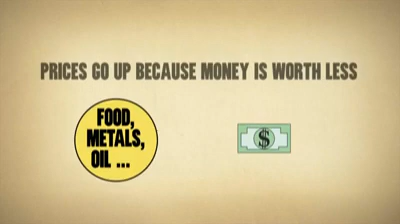 PRICES GO UP BECAUSE MONEY IS WORTH LESS
FOOD,
METALS,
OIL ...
$